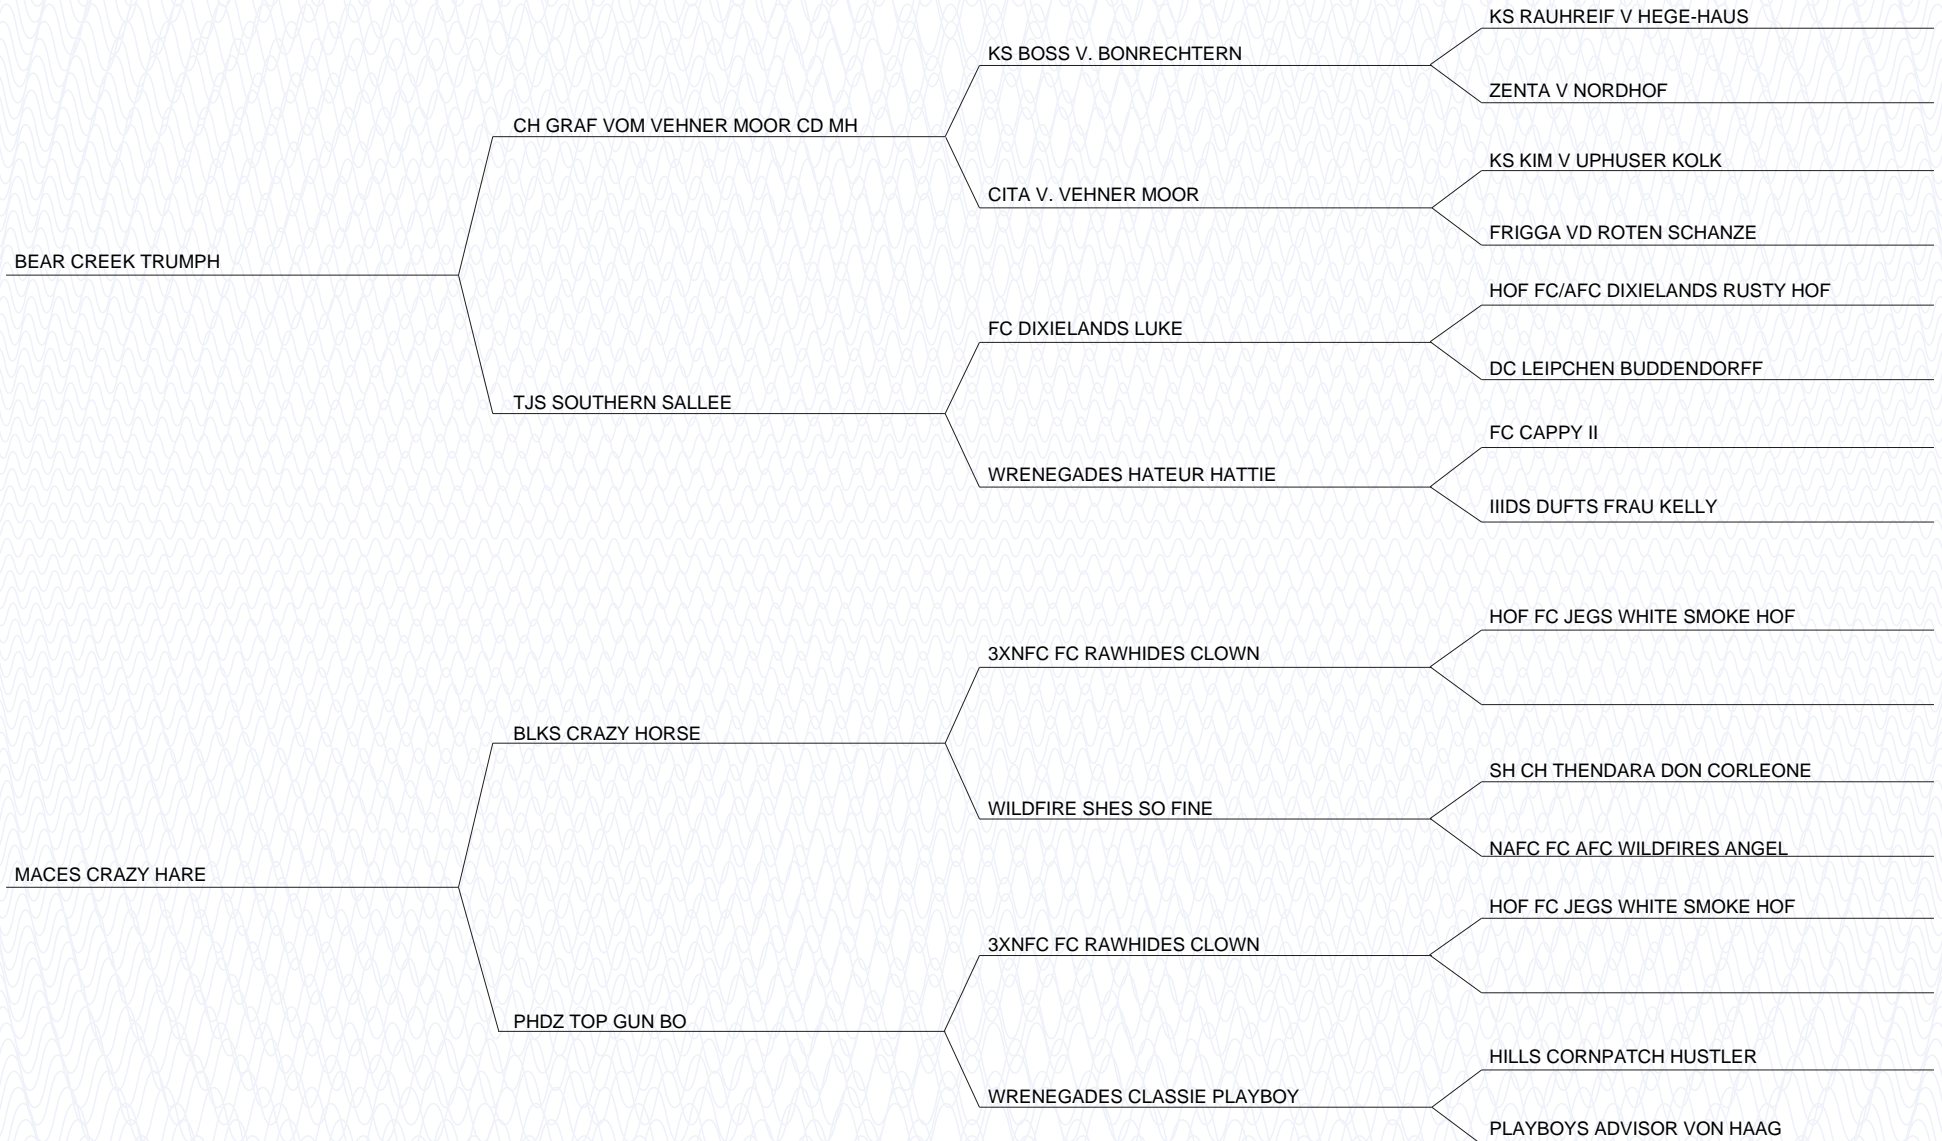 KS RAUHREIF V HEGE-HAUS
KS BOSS V. BONRECHTERN
ZENTA V NORDHOF
CH GRAF VOM VEHNER MOOR CD MH
KS KIM V UPHUSER KOLK
CITA V. VEHNER MOOR
FRIGGA VD ROTEN SCHANZE
BEAR CREEK TRUMPH
HOF FC/AFC DIXIELANDS RUSTY HOF
FC DIXIELANDS LUKE
DC LEIPCHEN BUDDENDORFF
TJS SOUTHERN SALLEE
FC CAPPY II
WRENEGADES HATEUR HATTIE
IIIDS DUFTS FRAU KELLY
HOF FC JEGS WHITE SMOKE HOF
3XNFC FC RAWHIDES CLOWN
BLKS CRAZY HORSE
SH CH THENDARA DON CORLEONE
WILDFIRE SHES SO FINE
NAFC FC AFC WILDFIRES ANGEL
MACES CRAZY HARE
HOF FC JEGS WHITE SMOKE HOF
3XNFC FC RAWHIDES CLOWN
PHDZ TOP GUN BO
HILLS CORNPATCH HUSTLER
WRENEGADES CLASSIE PLAYBOY
PLAYBOYS ADVISOR VON HAAG